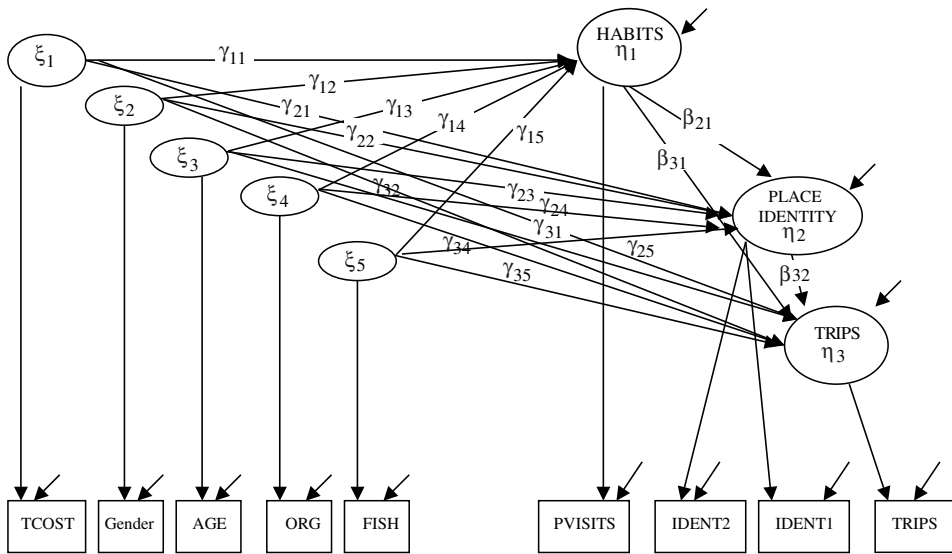 HABITS
η1
ξ1
γ11
γ12
ξ2
γ21
γ13
γ14
γ22
γ15
β21
ξ3
β31
γ32
γ23
γ24
ξ4
PLACE
IDENTITY
η2
γ31
γ34
γ25
ξ5
γ35
β32
TRIPS
η3
TCOST
Gender
AGE
ORG
FISH
PVISITS
IDENT2
IDENT1
TRIPS